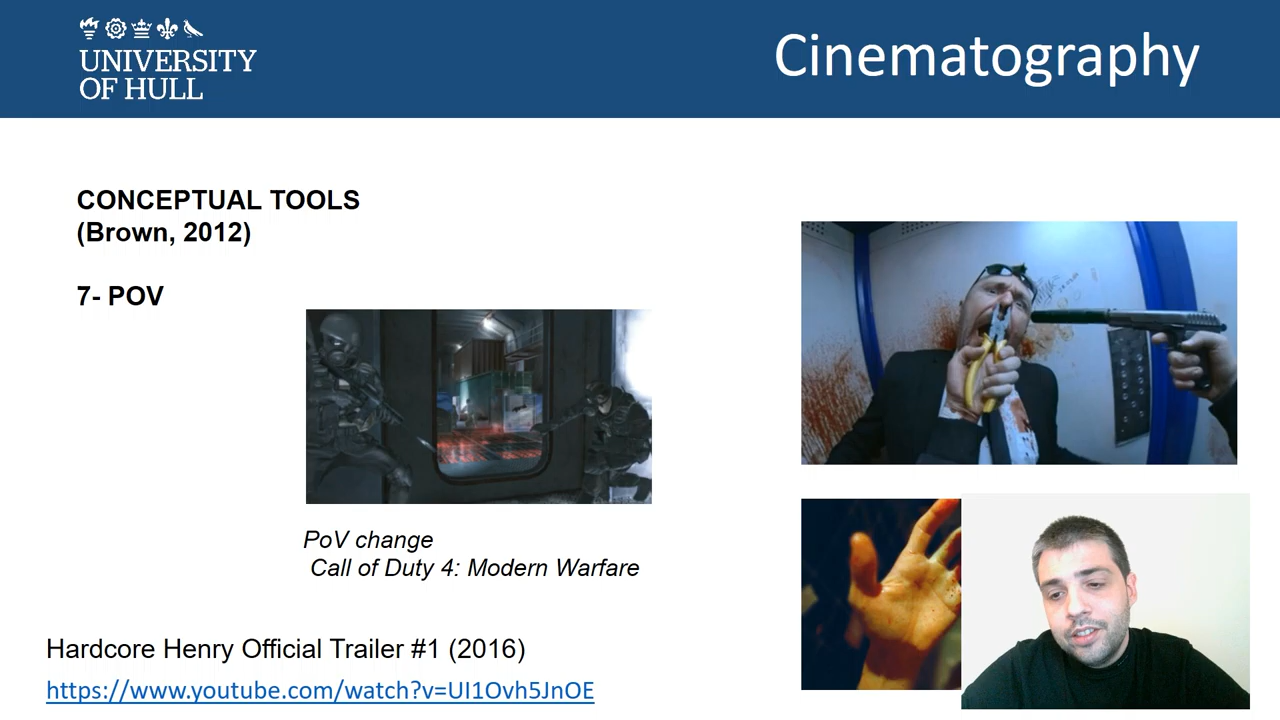 UNIVERSITY
OF HULL
Cinematography
CONCEPTUAL TOOLS
(Brown, 2012)
7- POV
PoV change
Call of Duty 4: Modern Warfare
Hardcore Henry Official Trailer #1 (2016)
https://www.youtube.com/watch?v=UI1Ovh5JnOE